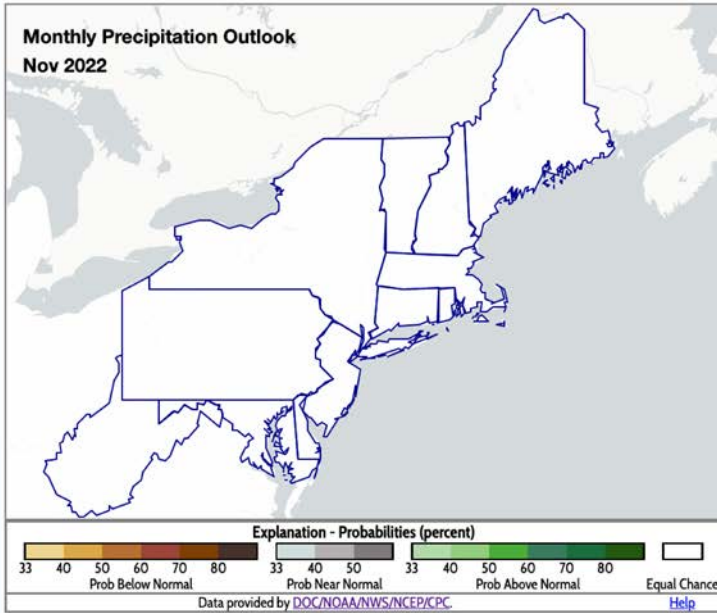 Monthly Precipitation Outlook
Nov 2022
Explanation - Probabilities (percent)
33 40 50 60 70 80 33 40 50 33 40 50 60 70 80
Prob Below Normal Prob Near Normal Prob Above Normal Equal Chance
Data provided by DOC/NOAA/NWS/NCEP/CPC. Help